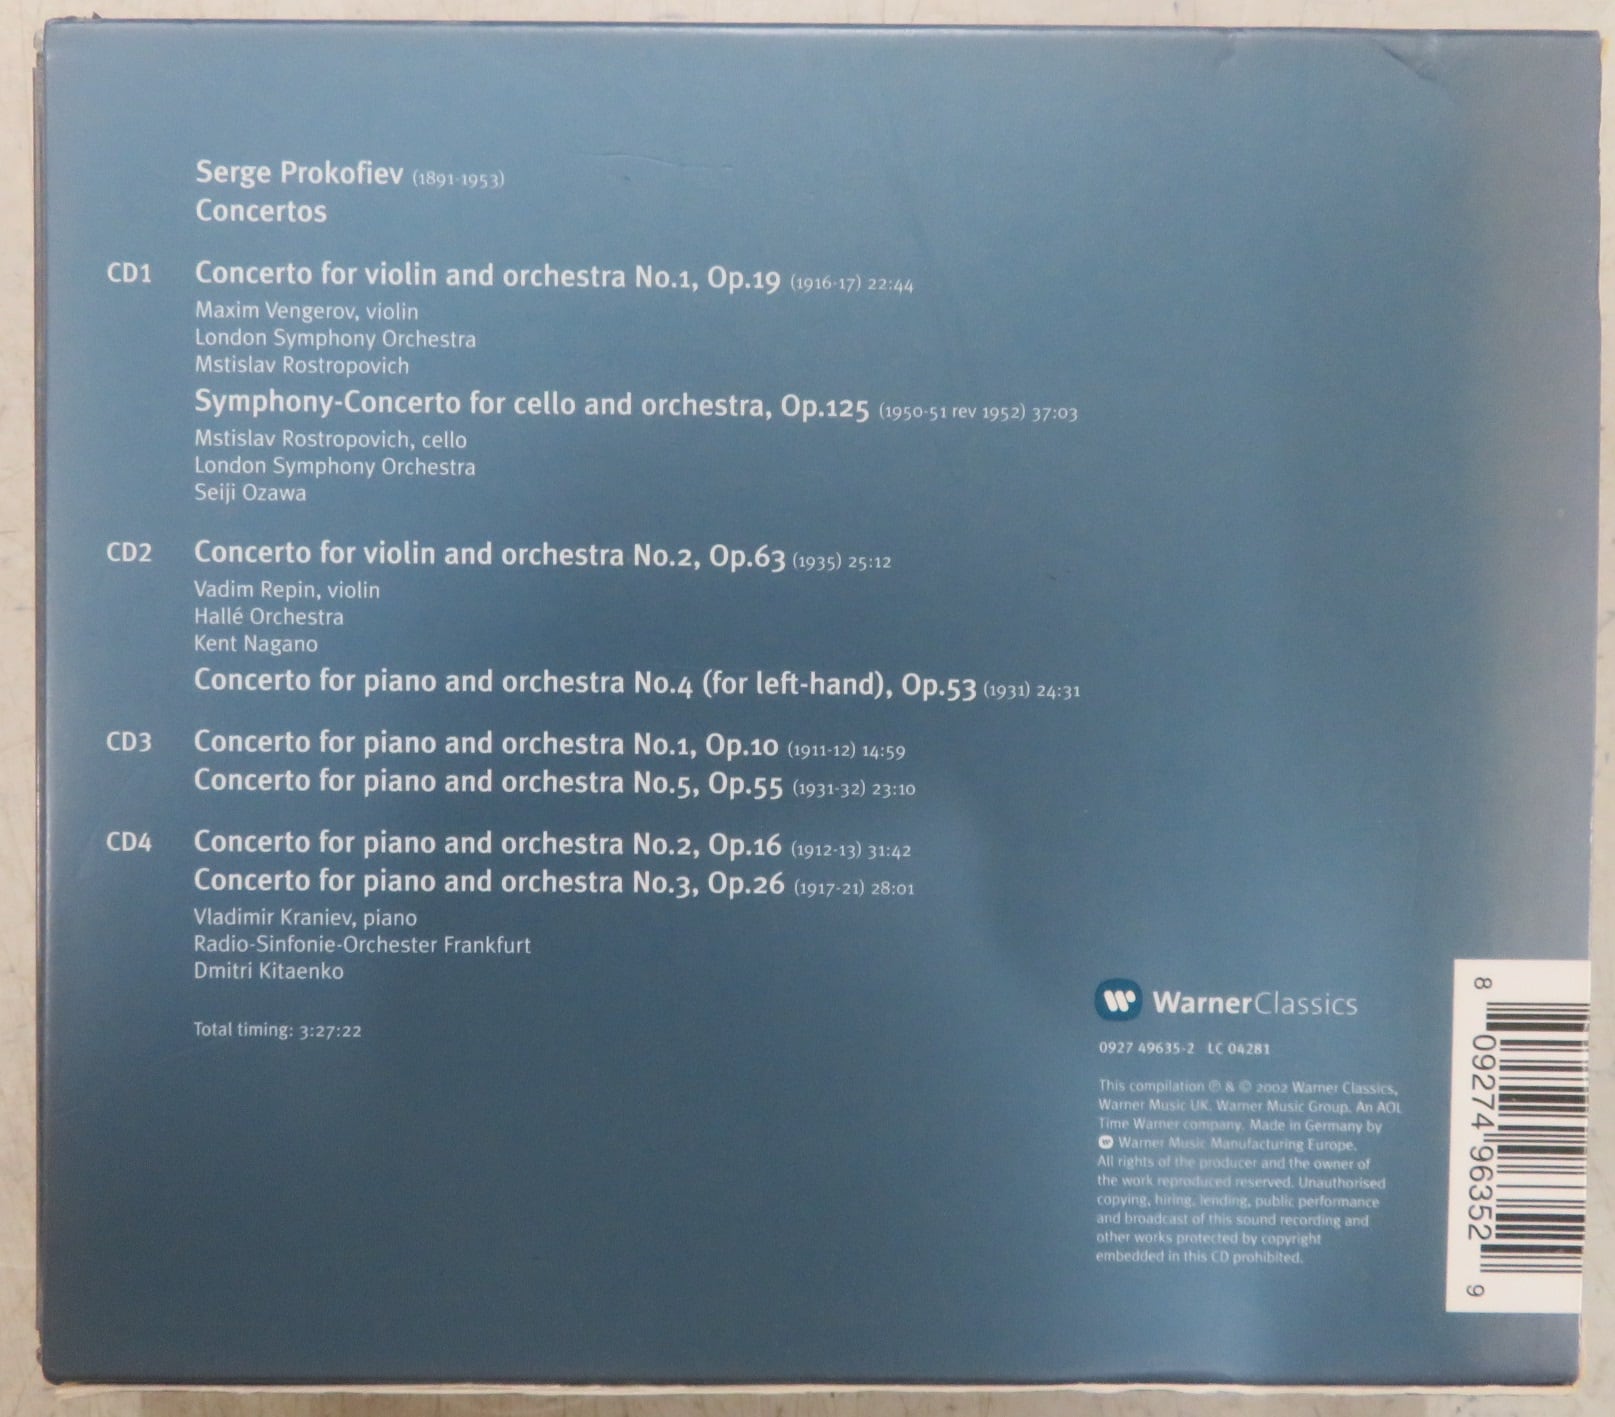 Serge Prokofiev (1891-1953)
Concertos
CD1 Concerto for violin and orchestra No.1, Op.19 (1916-17) 22:44
Maxim Vengerov, violin
London Symphony Orchestra
Mstislav Rostropovich
Symphony-Concerto for cello and orchestra, Op.125 (1950-51 rev 1952) 37:03
Mstislav Rostropovich, cello
London Symphony Orchestra
Seiji Ozawa
CD2 Concerto for violin and orchestra No.2, Op.63 (1935) 25:12
Vadim Repin, violin
Hallé Orchestra
Kent Nagano
Concerto for piano and orchestra No.4 (for left-hand), Op.53 (1931) 24:31
CD3 Concerto for piano and orchestra No.1, Op.10 (1911-12) 14:59
Concerto for piano and orchestra No.5, Op.55 (1931-32) 23:10
CD4 Concerto for piano and orchestra No.2, Op.16 (1912-13) 31:42
Concerto for piano and orchestra No.3, Op.26 (1917-21) 28:01
Vladimir Kraniev, piano
Radio-Sinfonie-Orchester Frankfurt
Dmitri Kitaenko
Total timing: 3:27:22
WarnerClassics
0927 49635-2 LC 04281
This compilation ℗ & © 2002 Warner Classics,
Warner Music UK. Warner Music Group. An AOL
Time Warner company. Made in Germany by
Warner Music Manufacturing Europe.
All rights of the producer and the owner of
the work reproduced reserved. Unauthorised
copying, hiring, lending, public performance
and broadcast of this sound recording and
other works protected by copyright
embedded in this CD prohibited.
8 09274 96352 9